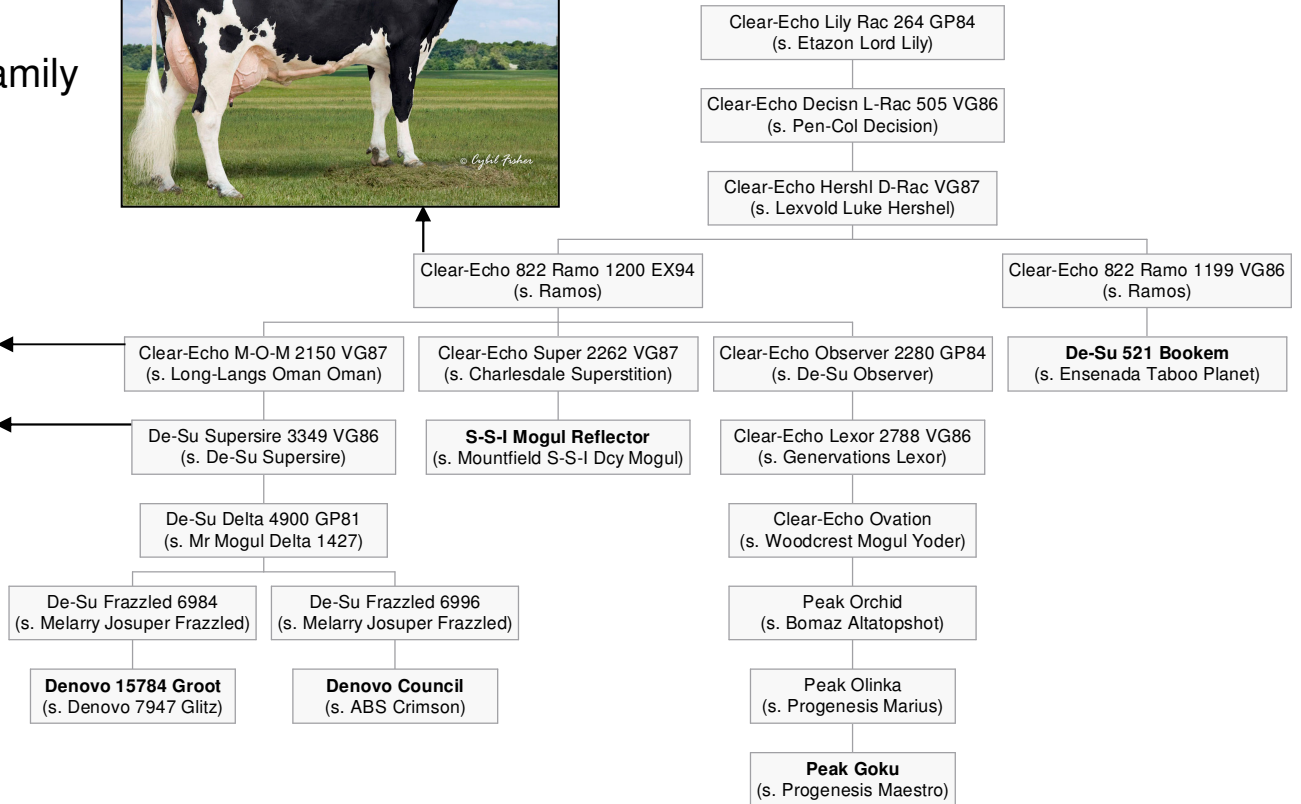 amily
© Cybil Fisher
Clear-Echo Lily Rac 264 GP84
(s. Etazon Lord Lily)
Clear-Echo Decisn L-Rac 505 VG86
(s. Pen-Col Decision)
Clear-Echo Hershl D-Rac VG87
(s. Lexvold Luke Hershel)
Clear-Echo 822 Ramo 1200 EX94
(s. Ramos)
Clear-Echo 822 Ramo 1199 VG86
(s. Ramos)
Clear-Echo M-O-M 2150 VG87
(s. Long-Langs Oman Oman)
Clear-Echo Super 2262 VG87
(s. Charlesdale Superstition)
Clear-Echo Observer 2280 GP84
(s. De-Su Observer)
De-Su 521 Bookem
(s. Ensenada Taboo Planet)
De-Su Supersire 3349 VG86
(s. De-Su Supersire)
S-S-I Mogul Reflector
(s. Mountfield S-S-I Dcy Mogul)
Clear-Echo Lexor 2788 VG86
(s. Genervations Lexor)
De-Su Delta 4900 GP81
(s. Mr Mogul Delta 1427)
Clear-Echo Ovation
(s. Woodcrest Mogul Yoder)
De-Su Frazzled 6984
(s. Melarry Josuper Frazzled)
De-Su Frazzled 6996
(s. Melarry Josuper Frazzled)
Peak Orchid
(s. Bomaz Altatopshot)
Denovo 15784 Groot
(s. Denovo 7947 Glitz)
Denovo Council
(s. ABS Crimson)
Peak Olinka
(s. Progenesis Marius)
Peak Goku
(s. Progenesis Maestro)